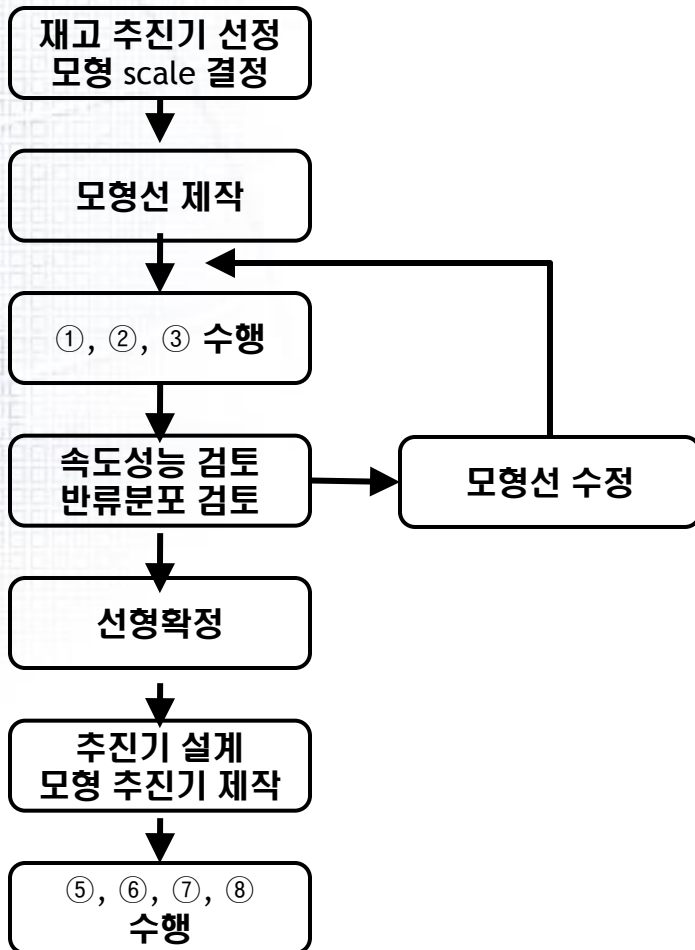 재고 추진기 선정
모형 scale 결정
모형선 제작
①, ②, ③ 수행
속도성능 검토
반류분포 검토
모형선 수정
선형확정
추진기 설계
모형 추진기 제작
⑤, ⑥, ⑦, ⑧
수행